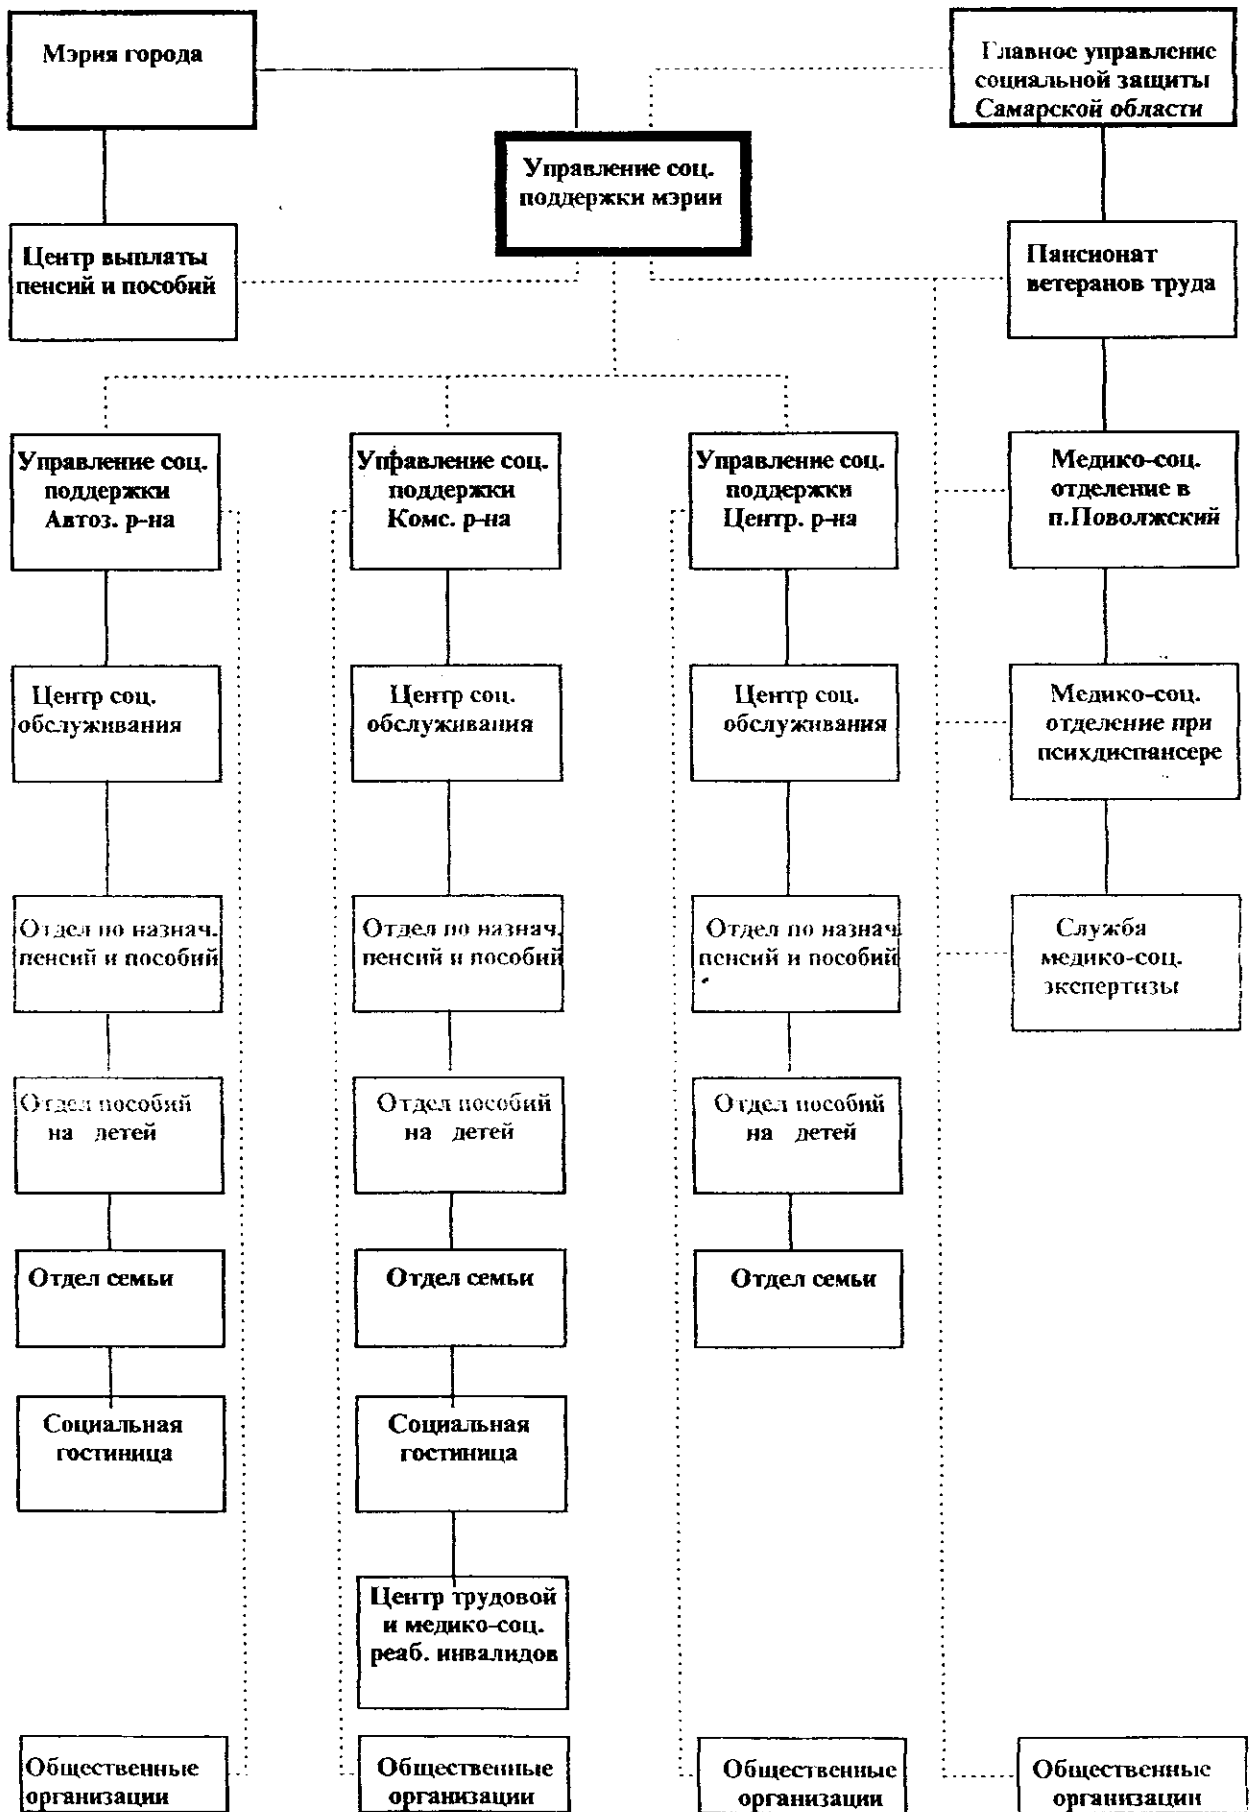 Мэрия города
Главное управление
социальной защиты
Самарской области
Управление соц.
поддержки мэрии
Центр выплаты
пенсий и пособий
Пансионат
ветеранов труда
Управление соц.
поддержки
Автоз. р-на
Управление соц.
поддержки
Комс. р-на
Управление соц.
поддержки
Центр. р-на
Медико-соц.
отделение в
п.Поволжский
Центр соц.
обслуживания
Центр соц.
обслуживания
Центр соц.
обслуживания
Медико-соц.
отделение при
психдиспансере
Отдел по назнач.
пенсий и пособий
Отдел по назнач.
пенсий и пособий
Отдел по назнач
пенсий и пособий
Служба
медико-соц.
экспертизы
Отдел пособий
на детей
Отдел пособий
на детей
Отдел пособий
на детей
Отдел семьи
Отдел семьи
Отдел семьи
Социальная
гостиница
Социальная
гостиница
Центр трудовой
и медико-соц.
реаб. инвалидов
Общественные
организации
Общественные
организации
Общественные
организации
Общественные
организации